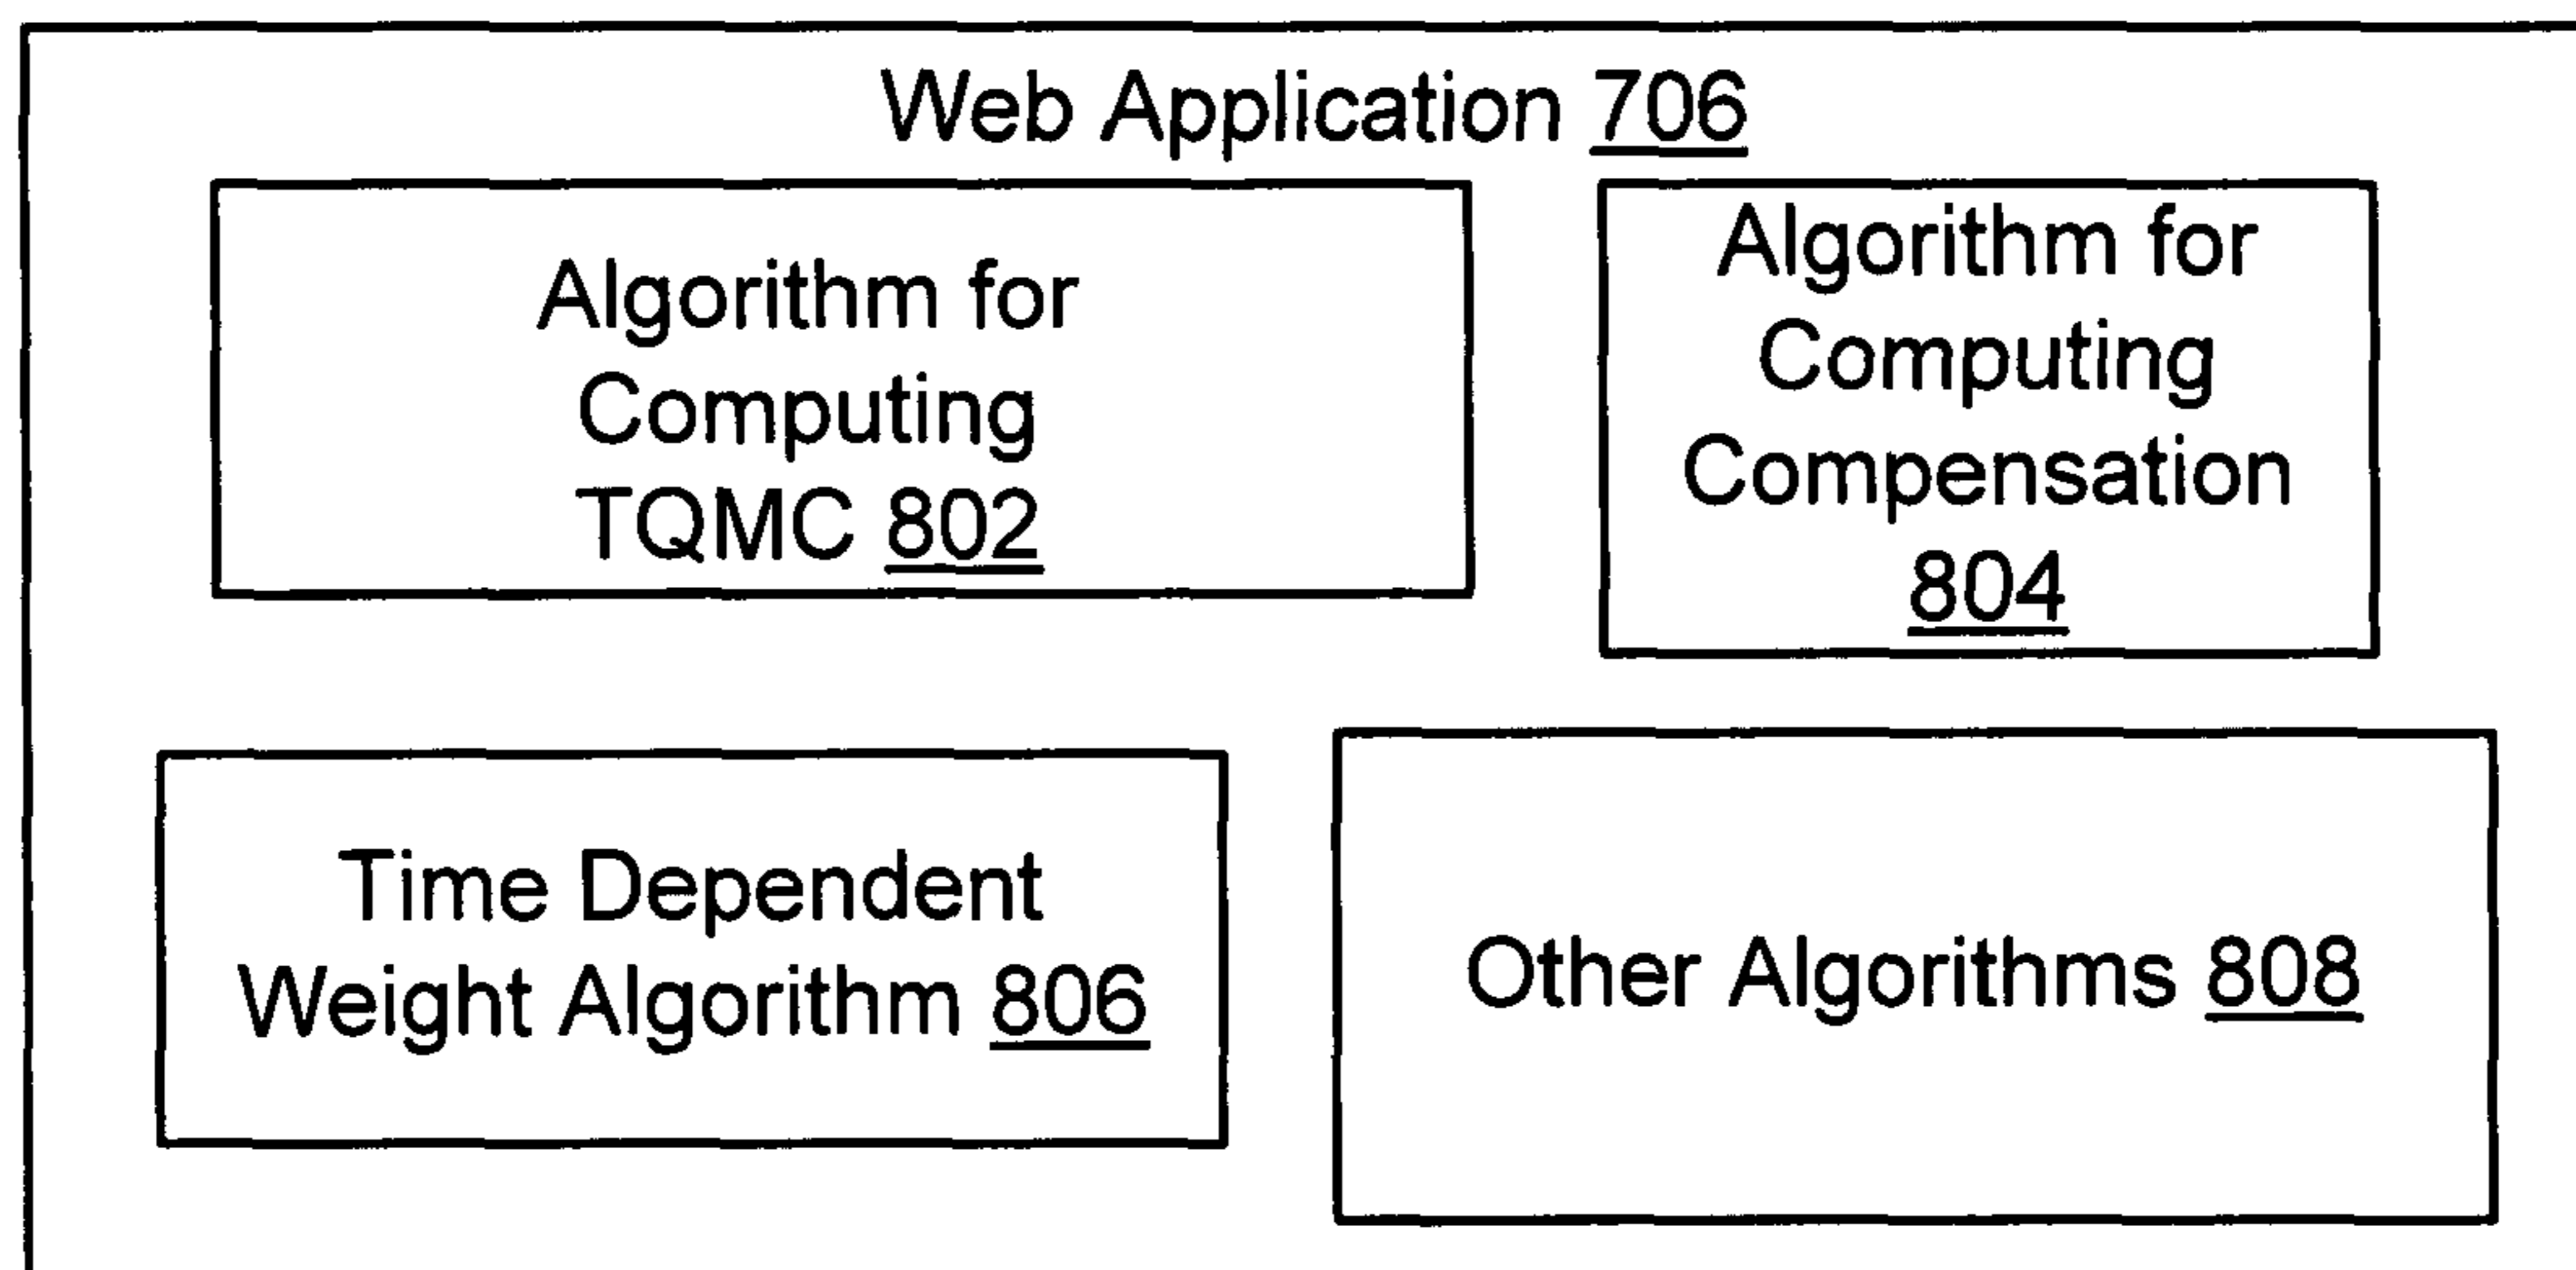 Web Application 706
Algorithm for
Computing
TQMC 802
Algorithm for
Computing
Compensation
804
Time Dependent
Weight Algorithm 806
Other Algorithms 808